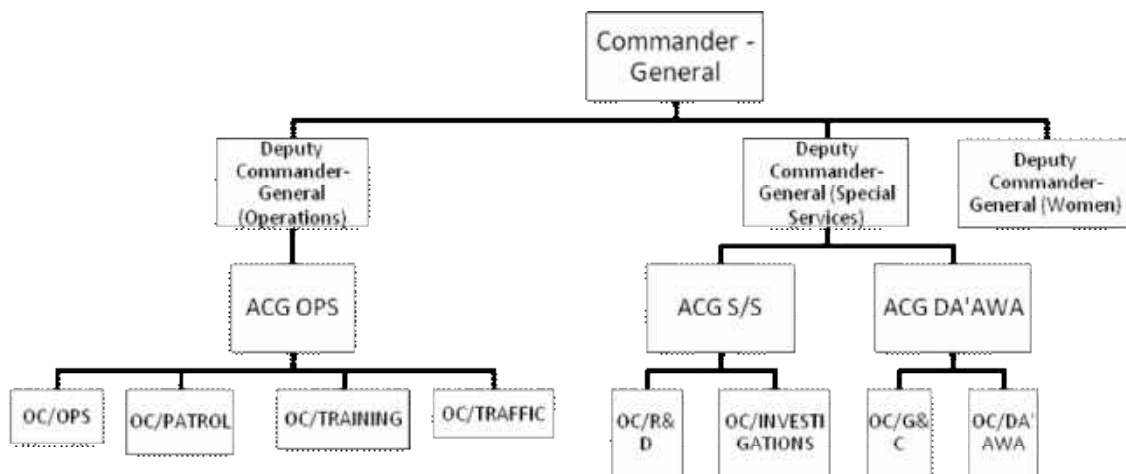 Commander -
General
Deputy
Commander-
General
(Operations)
Deputy
Commander-
General (Special
Services)
Deputy
Commander-
General (Women)
ACG OPS
ACG S/S
ACG DA'AWA
OC/OPS
OC/PATROL
OC/TRAINING
OC/TRAFFIC
OC/R&
D
OC/INVESTI
GATIONS
OC/G&
C
OC/DA'
AWA